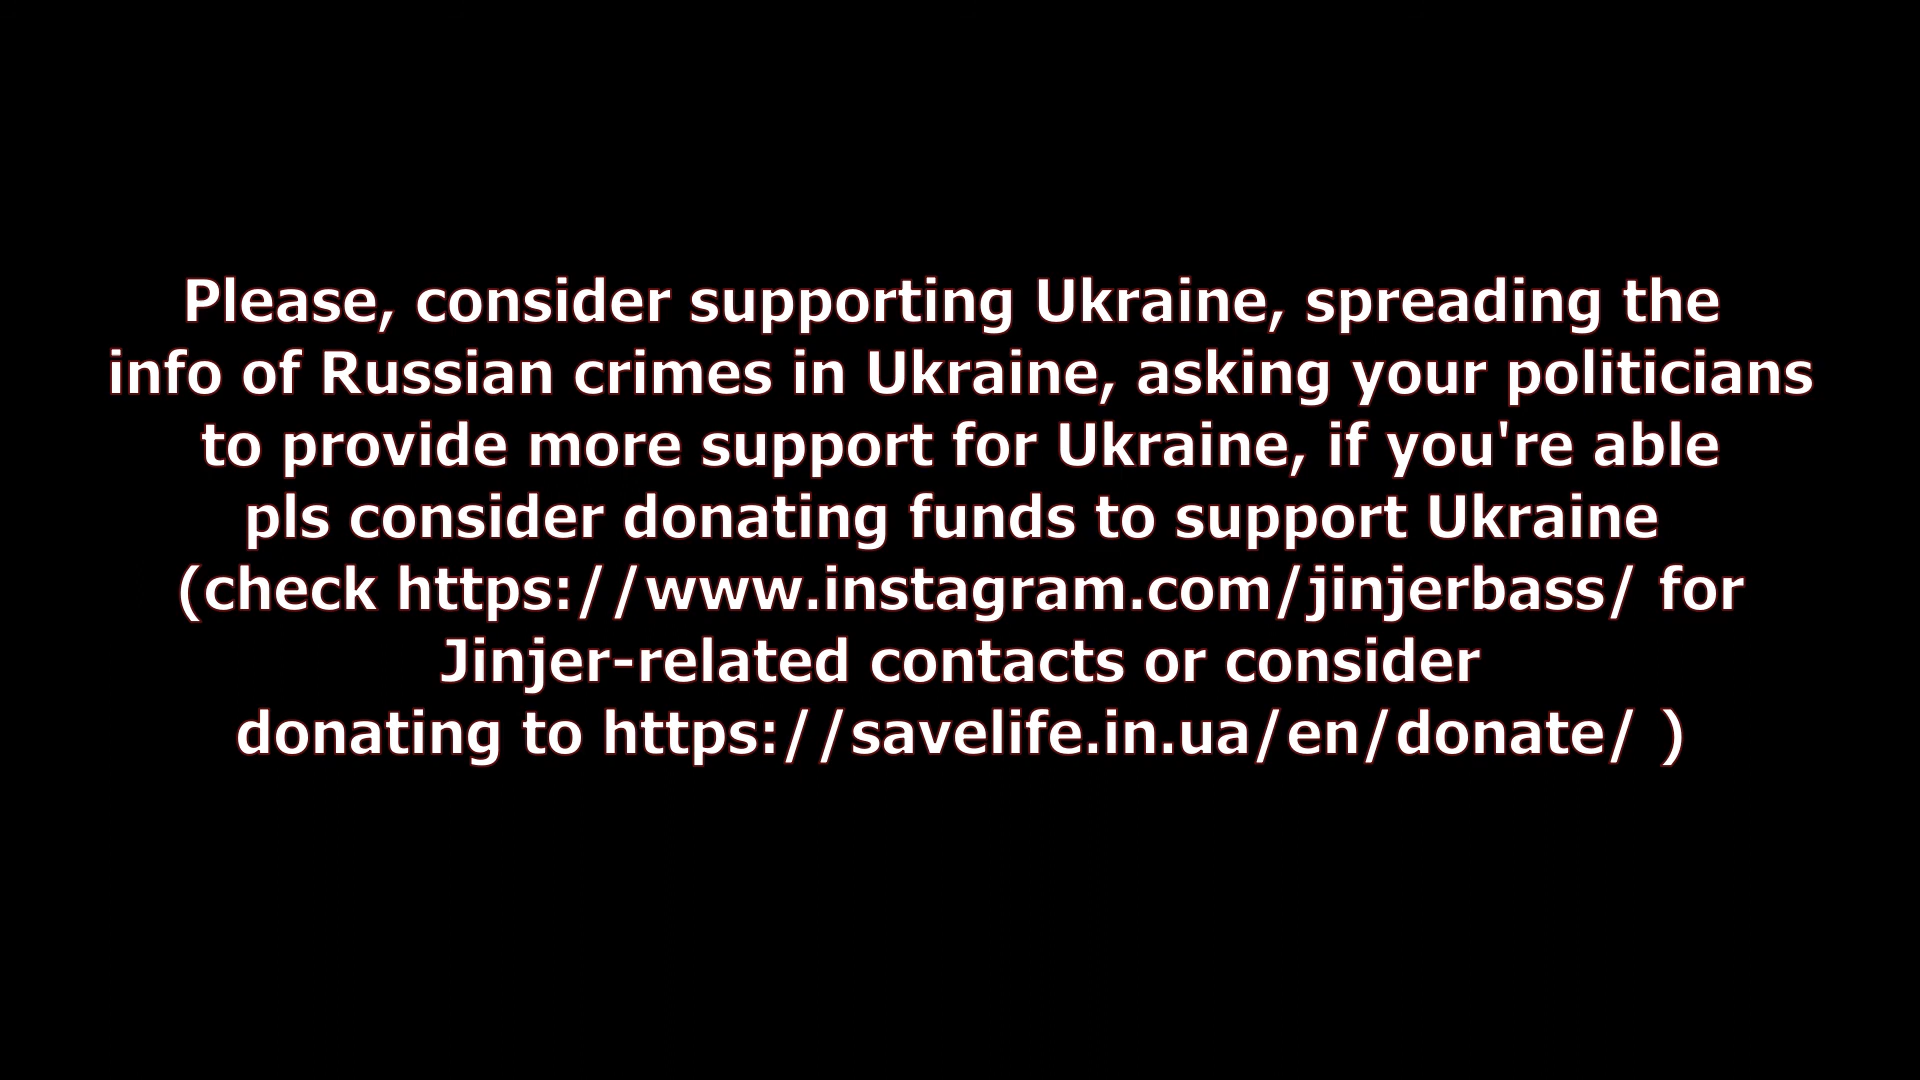 Please, consider supporting Ukraine, spreading the
info of Russian crimes in Ukraine, asking your politicians
to provide more support for Ukraine, if you're able
pls consider donating funds to support Ukraine
(check https://www.instagram.com/jinjerbass/ for
Jinjer-related contacts or consider
donating to https://savelife.in.ua/en/donate/ )